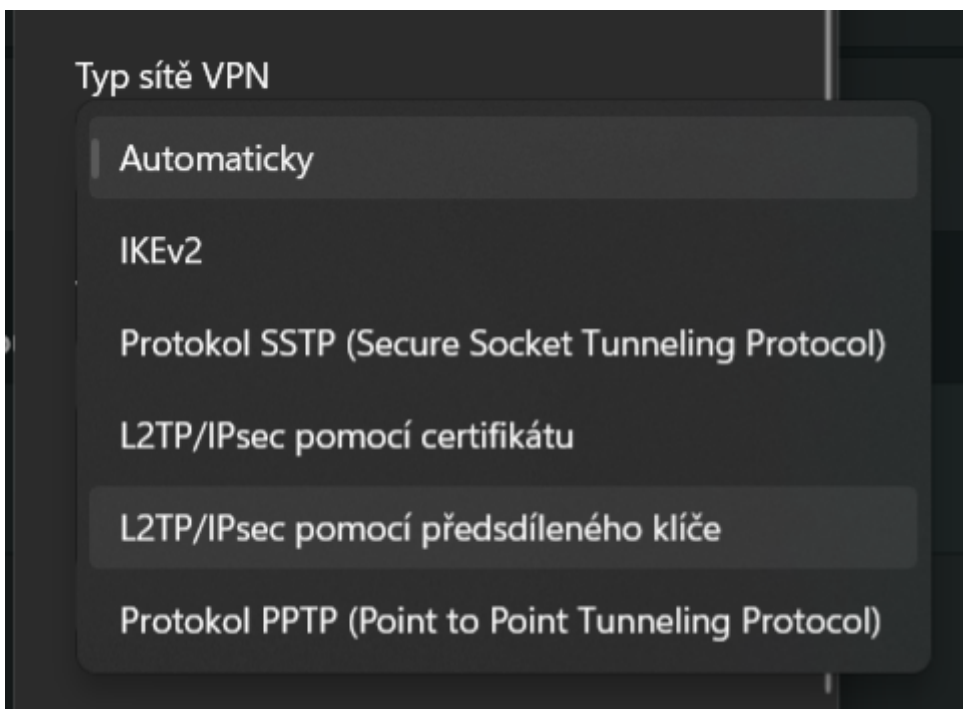 Typ sítě VPN
Automaticky
IKEv2
Protokol SSTP (Secure Socket Tunneling Protocol)
L2TP/IPsec pomocí certifikátu
L2TP/IPsec pomocí předsdíleného klíče
Protokol PPTP (Point to Point Tunneling Protocol)